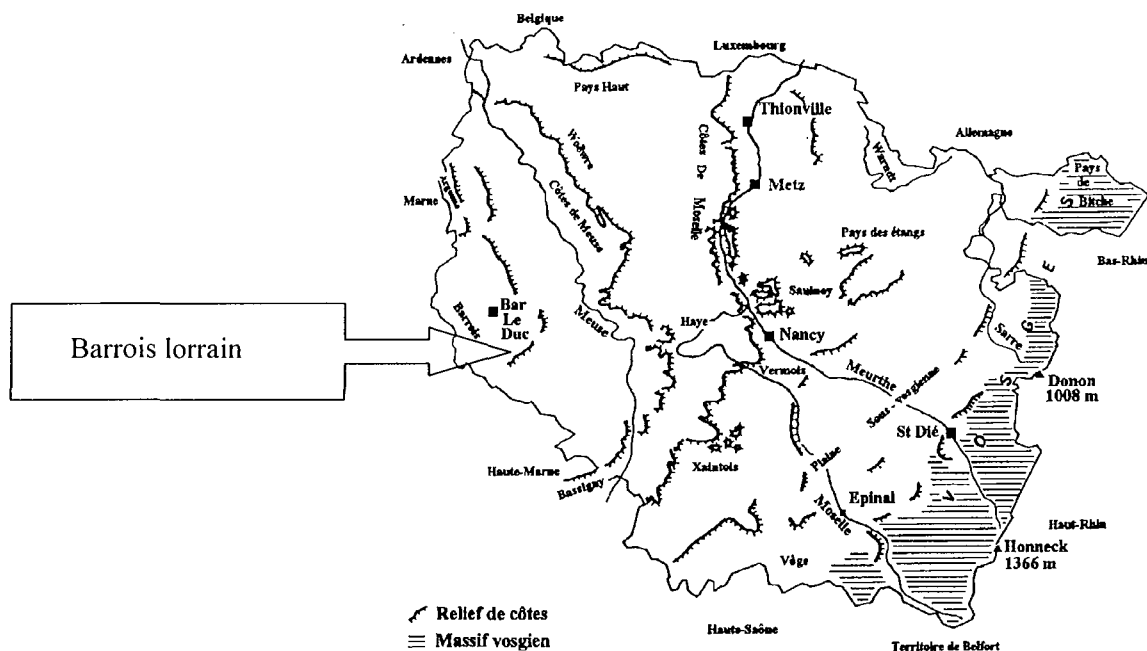 Belgique
Ardennes
Luxembourg
Pays Haut
Thionville
Woëvre
Côtes De Moselle
Warndt
Allemagne
Metz
Pays
de
Bitche
Argonne
Marne
Côtes de Meuse
Pays des étangs
Bas-Rhin
Barrois lorrain
Bar
Le
Duc
Barrois
Meuse
Haye
Saulnoy
Nancy
Sarre
Vermois
Meurthe
Donon
1008 m
Sous-vosgienne
St Dié
Haute-Marne
Bassigny
Xaintois
Plaine
Epinal
Moselle
VOSGES
Haut-Rhin
Honneck
1366 m
Vôge
Relief de côtes
Massif vosgien
Haute-Saône
Territoire de Belfort